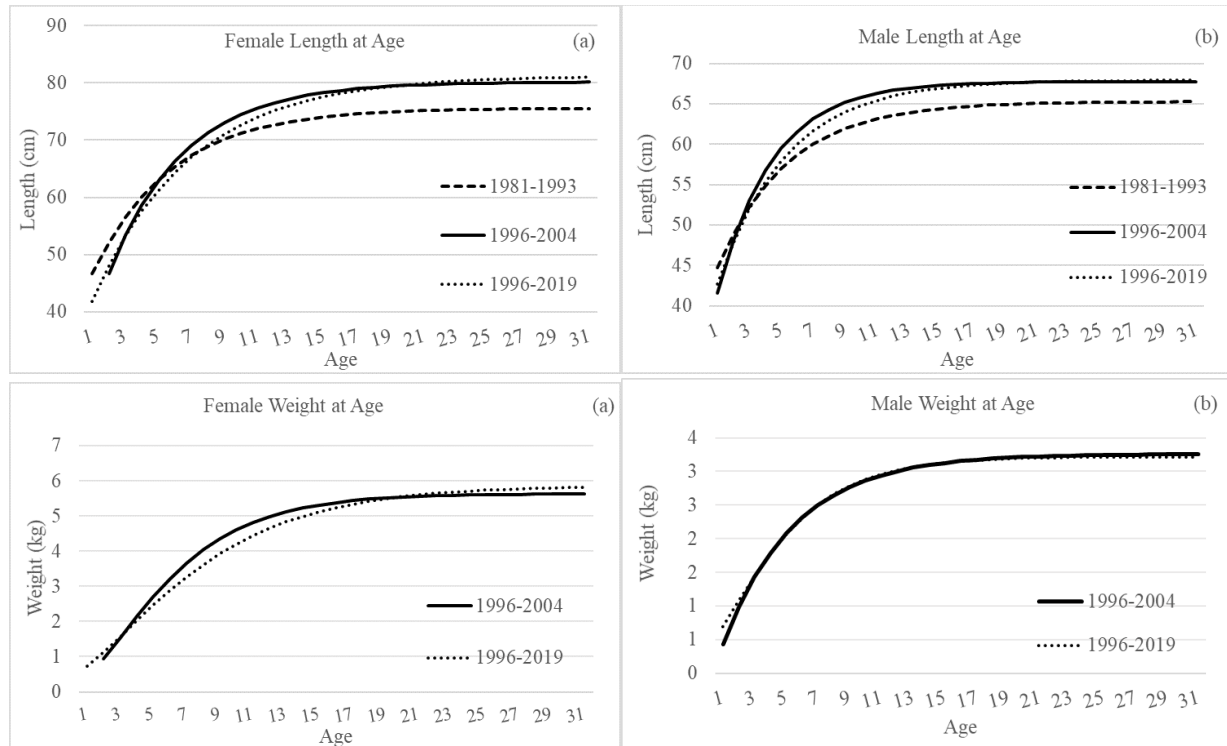 Female Length at Age
(a)
90
80
70
60
50
40
Length (cm)
1981-1993
1996-2004
1996-2019
1 3 5 7 9 11 13 15 17 19 21 23 25 27 29 31
Age
Male Length at Age
(b)
70
65
60
55
50
45
40
Length (cm)
1981-1993
1996-2004
1996-2019
1 3 5 7 9 11 13 15 17 19 21 23 25 27 29 31
Age
Female Weight at Age
(a)
7
6
5
4
3
2
1
0
Weight (kg)
1996-2004
1996-2019
1 3 5 7 9 11 13 15 17 19 21 23 25 27 29 31
Age
Male Weight at Age
(b)
4
3
3
2
2
1
1
0
Weight (kg)
1996-2004
1996-2019
1 3 5 7 9 11 13 15 17 19 21 23 25 27 29 31
Age